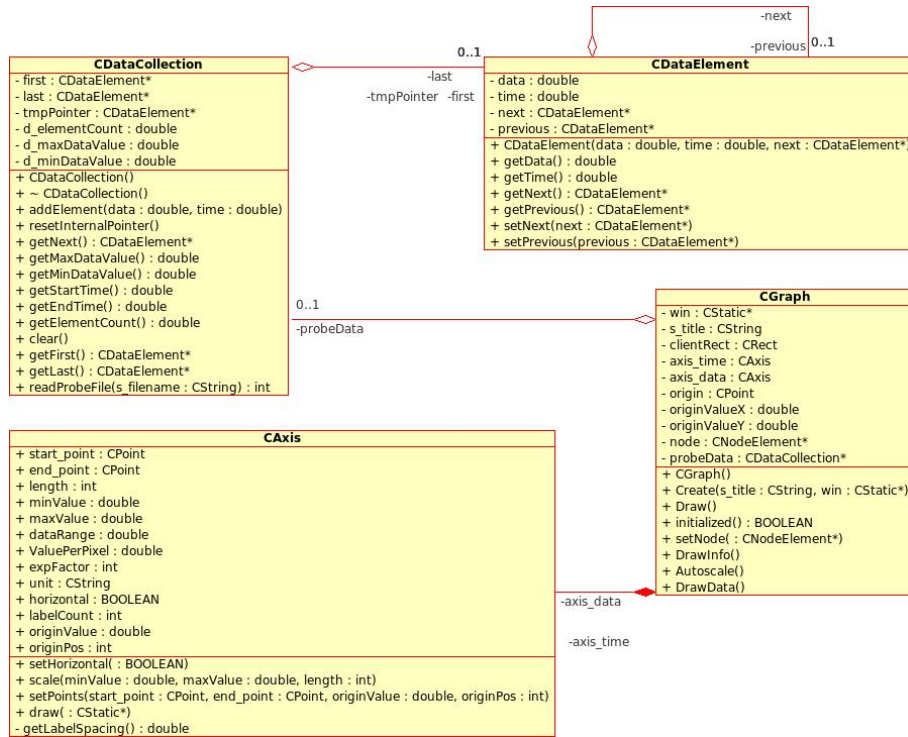 -next
-previous 0..1
CDataCollection
- first : CDataElement*
- last : CDataElement*
- tmpPointer : CDataElement*
- d_elementCount : double
- d_maxDataValue : double
- d_minDataValue : double
+ CDataCollection()
+ ~ CDataCollection()
+ addElement(data : double, time : double)
+ resetInternalPointer()
+ getNext() : CDataElement*
+ getMaxDataValue() : double
+ getMinDataValue() : double
+ getStartTime() : double
+ getEndTime() : double
+ getElementCount() : double
+ clear()
+ getFirst() : CDataElement*
+ getLast() : CDataElement*
+ readProbeFile(s_filename : CString) : int
0..1
-last
-tmpPointer -first
CDataElement
- data : double
- time : double
- next : CDataElement*
- previous : CDataElement*
+ CDataElement(data : double, time : double, next : CDataElement*)
+ getData() : double
+ getTime() : double
+ getNext() : CDataElement*
+ getPrevious() : CDataElement*
+ setNext(next : CDataElement*)
+ setPrevious(previous : CDataElement*)
0..1
-probeData
CGraph
- win : CStatic*
- s_title : CString
- clientRect : CRect
- axis_time : CAxis
- axis_data : CAxis
- origin : CPoint
- originValueX : double
- originValueY : double
- node : CNodeElement*
- probeData : CDataCollection*
+ CGraph()
+ Create(s_title : CString, win : CStatic*)
+ Draw()
+ initialized() : BOOLEAN
+ setNode( : CNodeElement*)
+ DrawInfo()
+ Autoscale()
+ DrawData()
CAxis
+ start_point : CPoint
+ end_point : CPoint
+ length : int
+ minValue : double
+ maxValue : double
+ dataRange : double
+ ValuePerPixel : double
+ expFactor : int
+ unit : CString
+ horizontal : BOOLEAN
+ labelCount : int
+ originValue : double
+ originPos : int
+ setHorizontal( : BOOLEAN)
+ scale(minValue : double, maxValue : double, length : int)
+ setPoints(start_point : CPoint, end_point : CPoint, originValue : double, originPos : int)
+ draw( : CStatic*)
- getLabelSpacing() : double
-axis_data
-axis_time